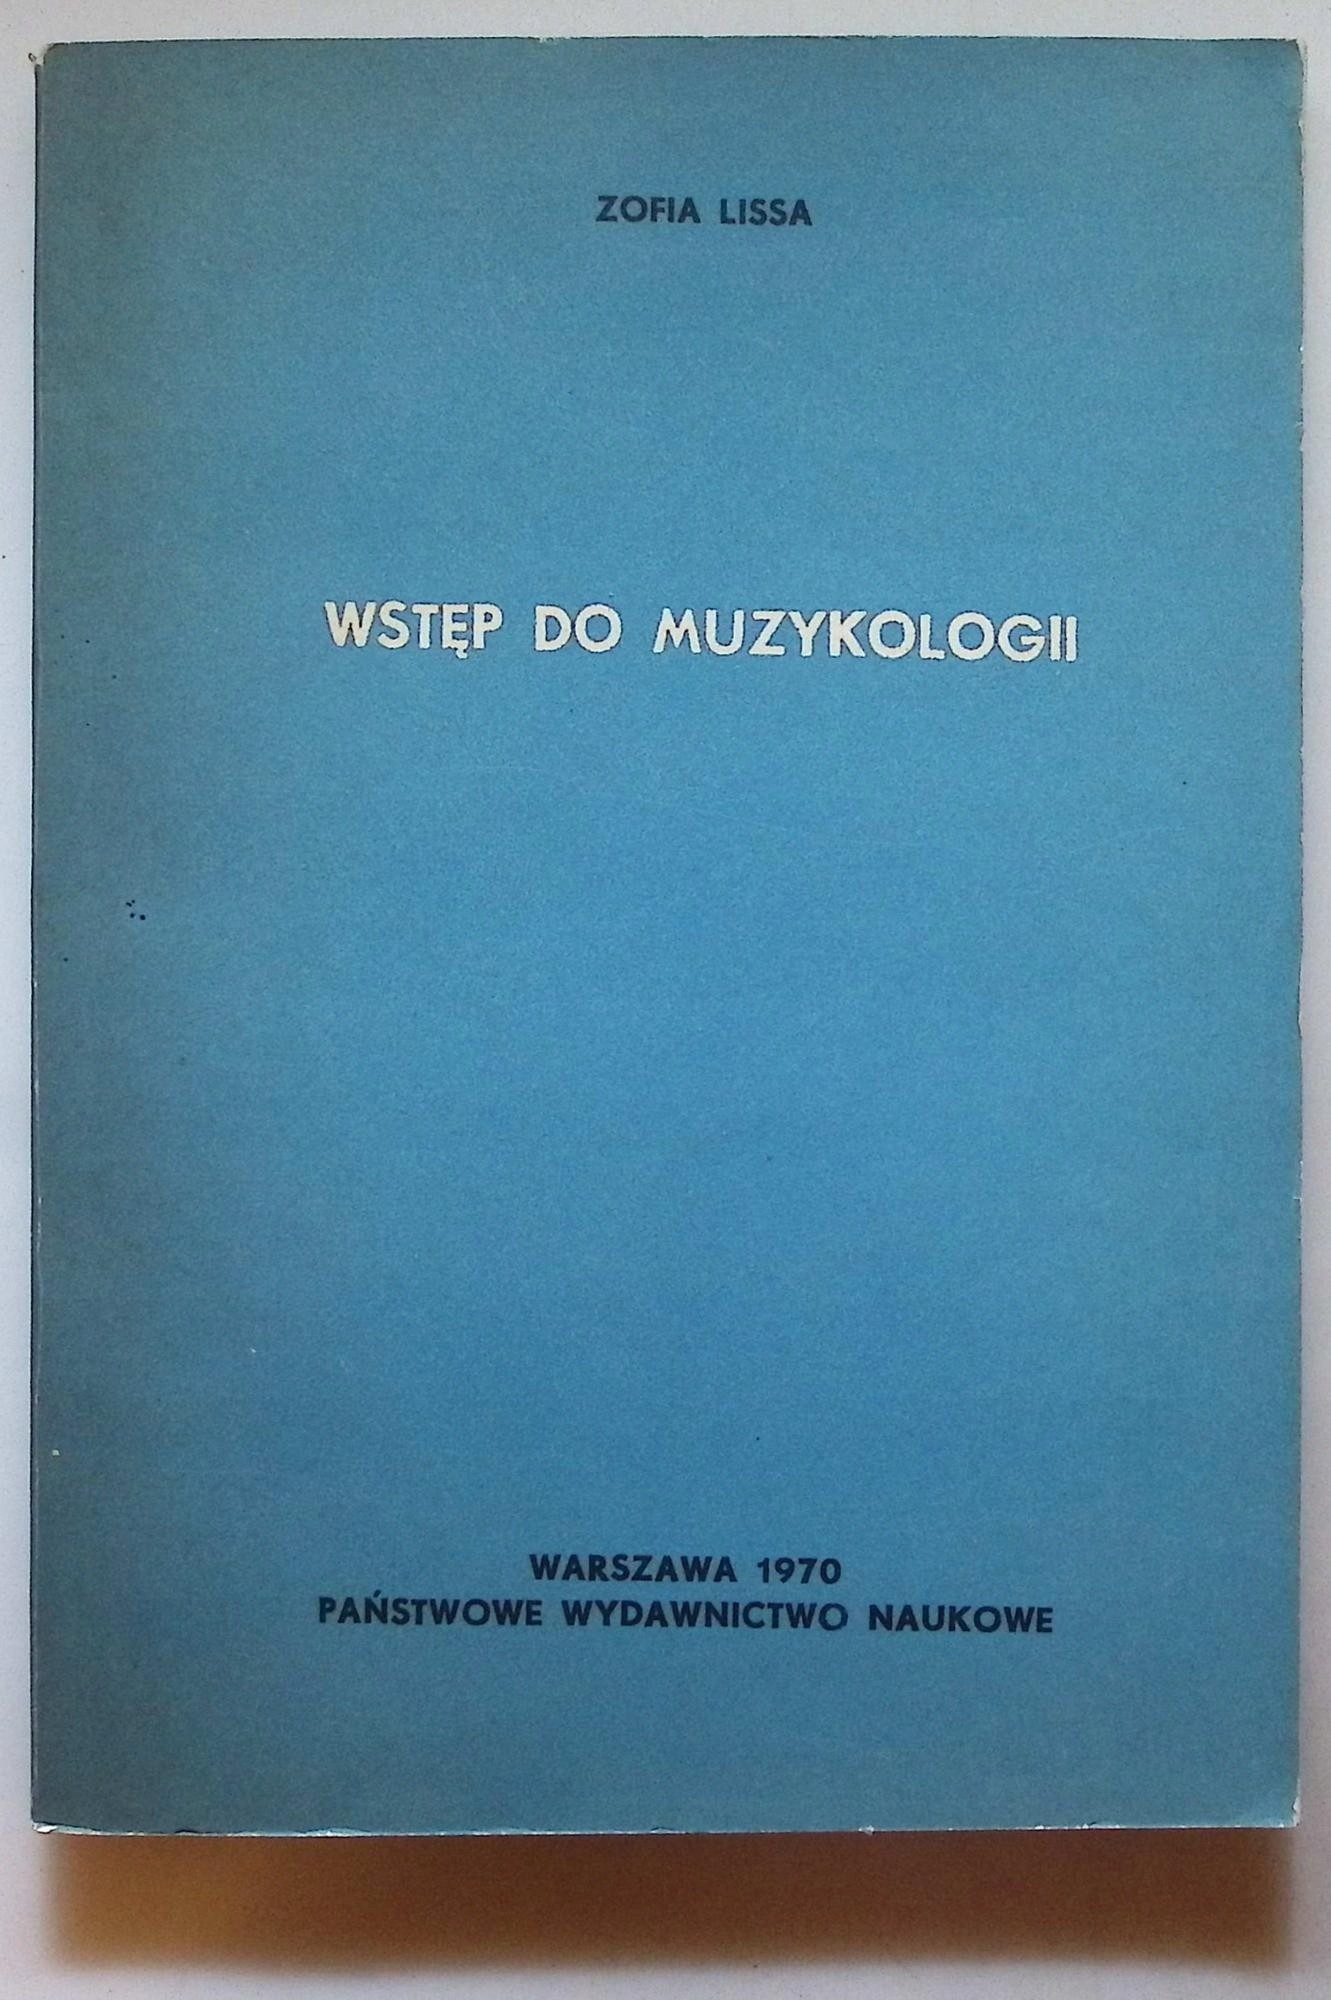 ZOFIA LISSA
WSTĘP DO MUZYKOLOGII
WARSZAWA 1970
PAŃSTWOWE WYDAWNICTWO NAUKOWE